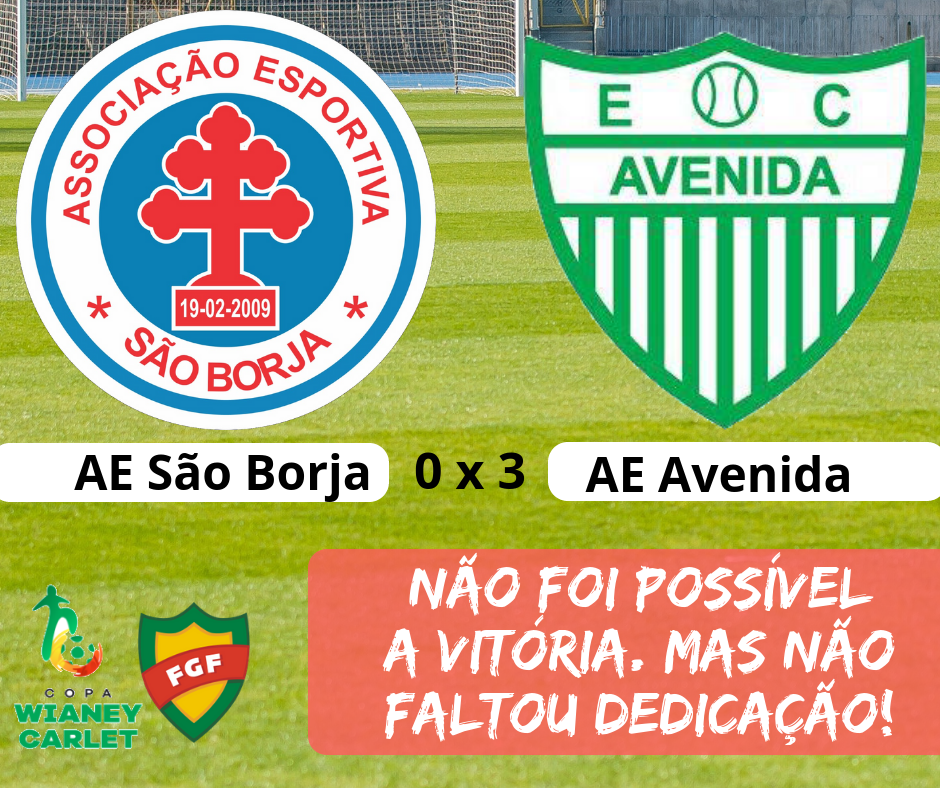 ASSOCIAÇÃO ESPORTIVA
19-02-2009
* SÃO BORJA *
E C
AVENIDA
AE São Borja 0 x 3 AE Avenida
NÃO FOI POSSÍVEL
A VITÓRIA. MAS NÃO
FALTOU DEDICAÇÃO!
COPA
WIANEY
CARLET
FGF